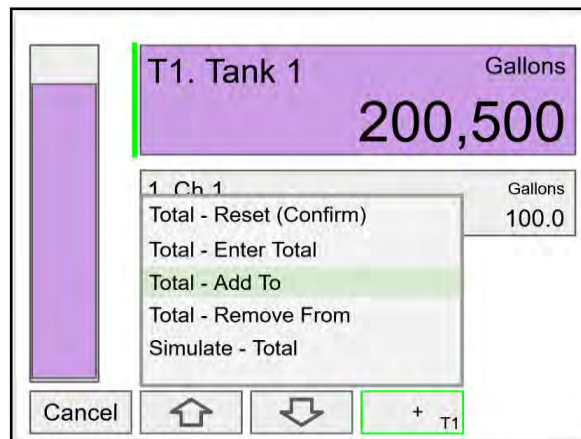 T1. Tank 1 Gallons
200,500
1. Ch 1 Gallons
100.0
Total - Reset (Confirm)
Total - Enter Total
Total - Add To
Total - Remove From
Simulate - Total
Cancel + T1